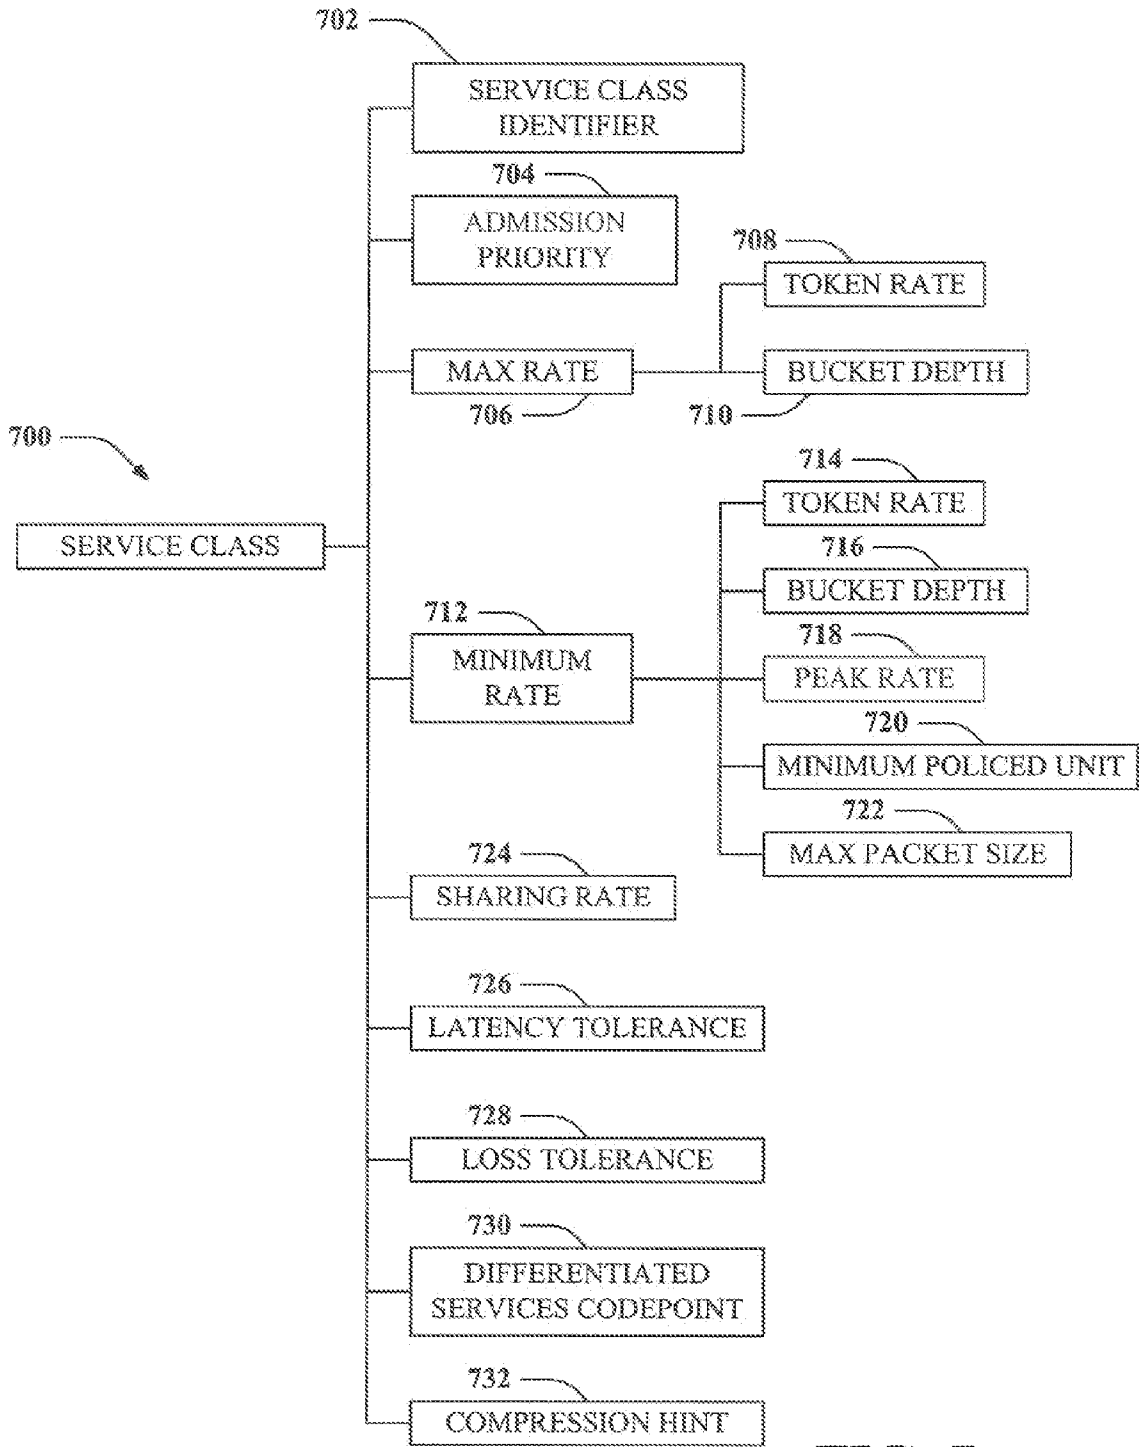 702
SERVICE CLASS
IDENTIFIER
704
ADMISSION
PRIORITY
708
TOKEN RATE
MAX RATE
706
BUCKET DEPTH
710
700
SERVICE CLASS
714
TOKEN RATE
716
BUCKET DEPTH
712
MINIMUM
RATE
718
PEAK RATE
720
MINIMUM POLICED UNIT
722
MAX PACKET SIZE
724
SHARING RATE
726
LATENCY TOLERANCE
728
LOSS TOLERANCE
730
DIFFERENTIATED
SERVICES CODEPOINT
732
COMPRESSION HINT